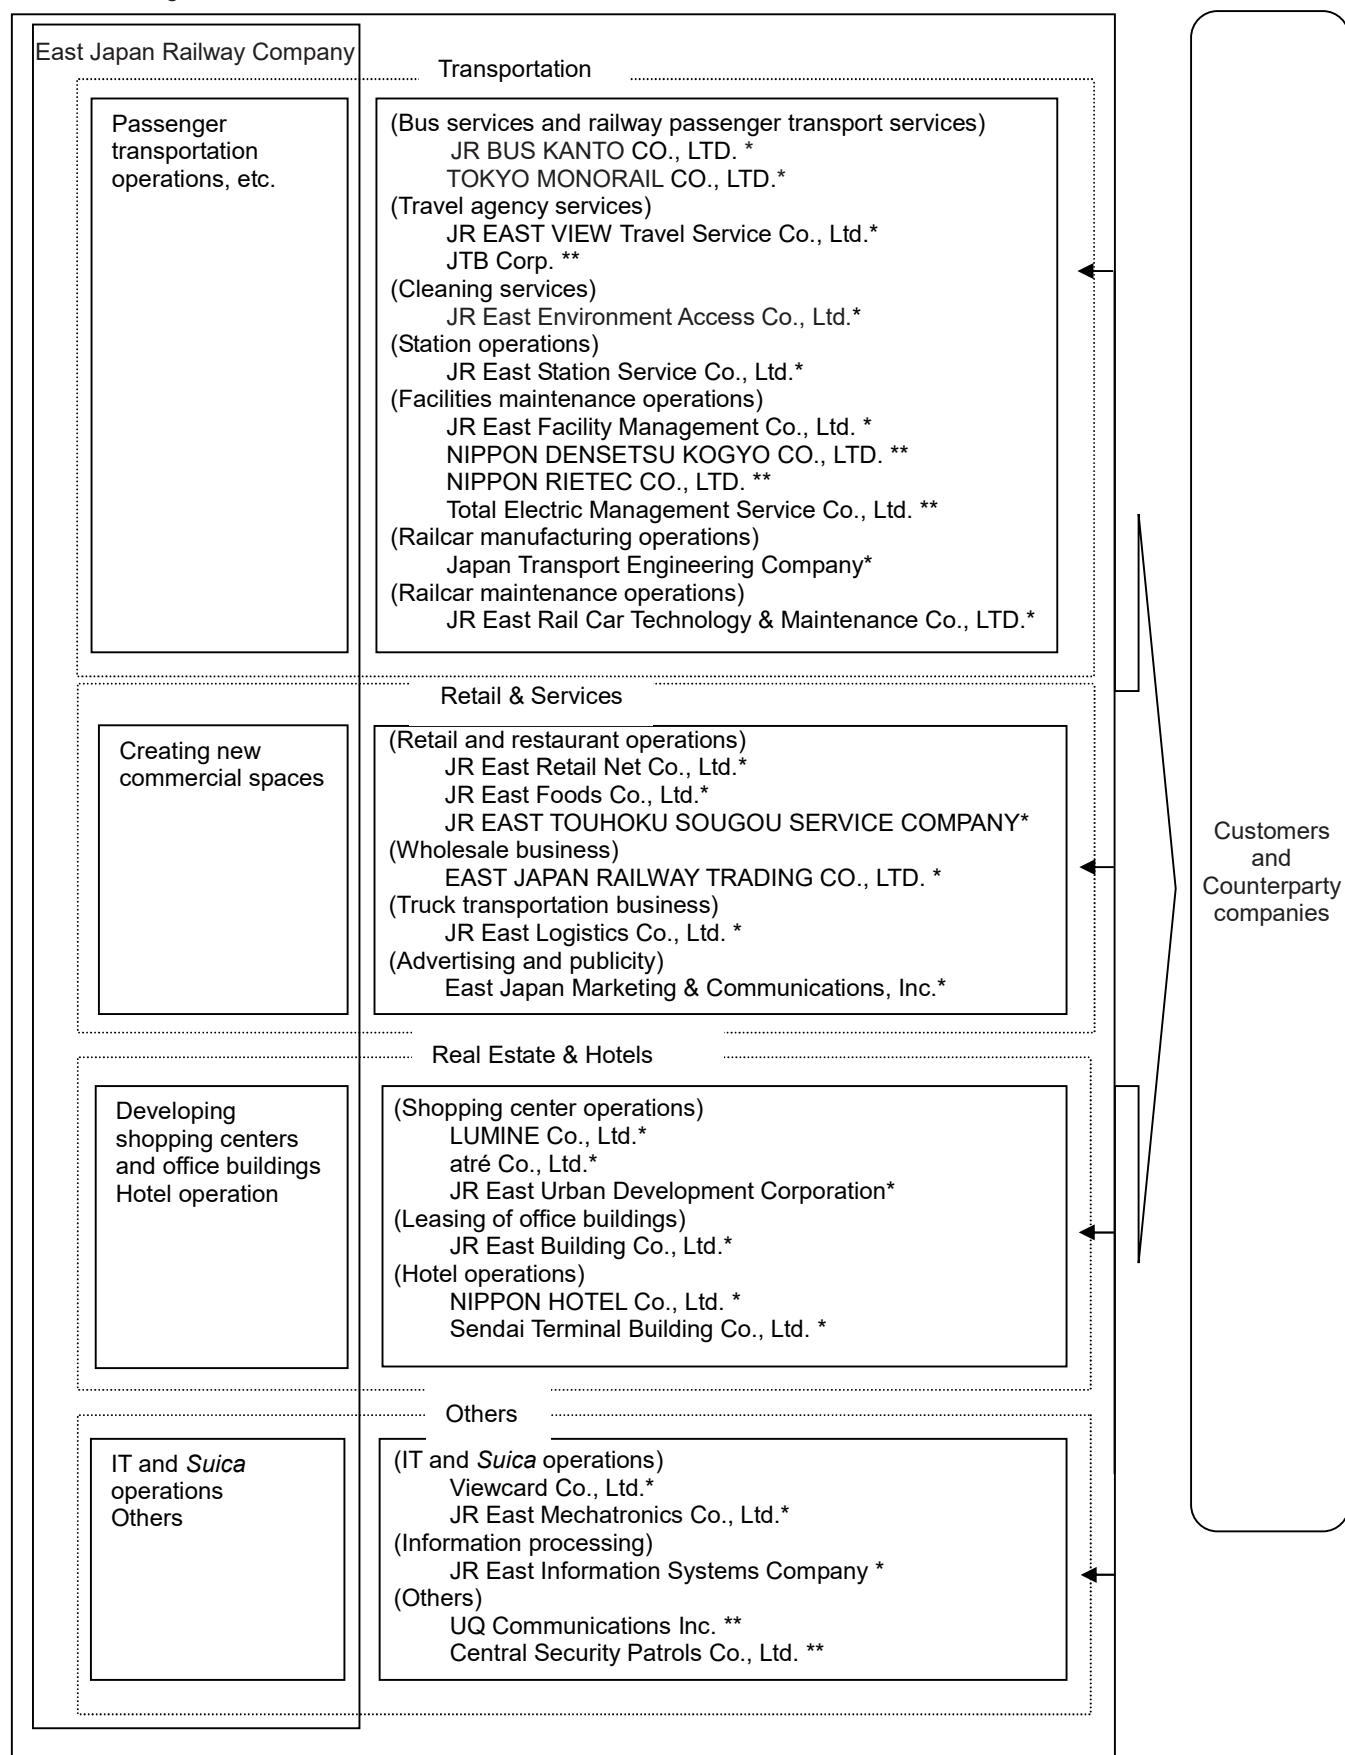 East Japan Railway Company
Transportation
Passenger
transportation
operations, etc.
(Bus services and railway passenger transport services)
JR BUS KANTO CO., LTD. *
TOKYO MONORAIL CO., LTD.*
(Travel agency services)
JR EAST VIEW Travel Service Co., Ltd.*
JTB Corp. **
(Cleaning services)
JR East Environment Access Co., Ltd.*
(Station operations)
JR East Station Service Co., Ltd.*
(Facilities maintenance operations)
JR East Facility Management Co., Ltd. *
NIPPON DENSETSU KOGYO CO., LTD. **
NIPPON RIETEC CO., LTD. **
Total Electric Management Service Co., Ltd. **
(Railcar manufacturing operations)
Japan Transport Engineering Company*
(Railcar maintenance operations)
JR East Rail Car Technology & Maintenance Co., LTD.*
Retail & Services
Creating new
commercial spaces
(Retail and restaurant operations)
JR East Retail Net Co., Ltd.*
JR East Foods Co., Ltd.*
JR EAST TOUHOKU SOUGOU SERVICE COMPANY*
(Wholesale business)
EAST JAPAN RAILWAY TRADING CO., LTD. *
(Truck transportation business)
JR East Logistics Co., Ltd. *
(Advertising and publicity)
East Japan Marketing & Communications, Inc.*
Real Estate & Hotels
Developing
shopping centers
and office buildings
Hotel operation
(Shopping center operations)
LUMINE Co., Ltd.*
atré Co., Ltd.*
JR East Urban Development Corporation*
(Leasing of office buildings)
JR East Building Co., Ltd.*
(Hotel operations)
NIPPON HOTEL Co., Ltd. *
Sendai Terminal Building Co., Ltd. *
Others
IT and Suica
operations
Others
(IT and Suica operations)
Viewcard Co., Ltd.*
JR East Mechatronics Co., Ltd.*
(Information processing)
JR East Information Systems Company *
(Others)
UQ Communications Inc. **
Central Security Patrols Co., Ltd. **
Customers
and
Counterparty
companies